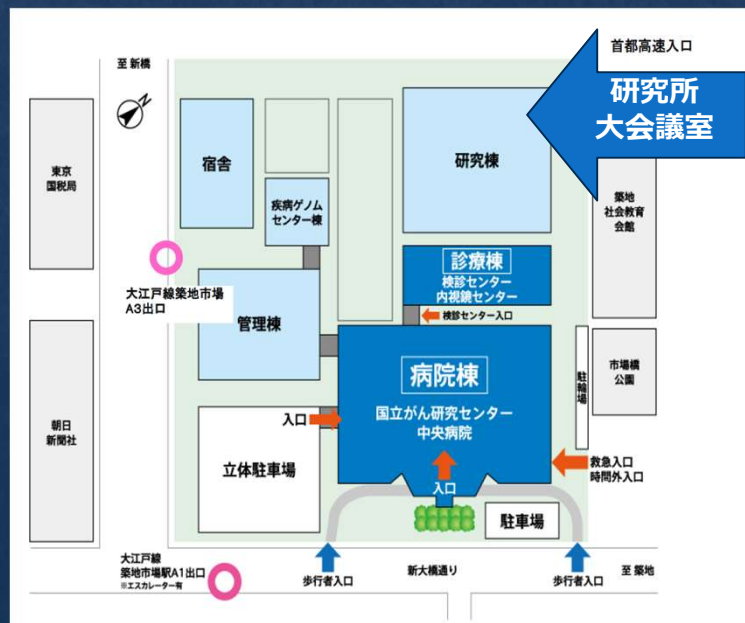 首都高速入口
至 新橋
N
研究所
大会議室
東京
国税局
宿舎
研究棟
疾病ゲノム
センター棟
築地
社会教育
会館
診療棟
検診センター
内視鏡センター
大江戸線築地市場
A3出口
検診センター入口
管理棟
病院棟
駐輪場
市場橋
公園
国立がん研究センター
中央病院
朝日
新聞社
入口
立体駐車場
救急入口
時間外入口
入口
駐車場
大江戸線
築地市場駅A1出口
※エスカレーター有
歩行者入口
新大橋通り
歩行者入口
至 築地